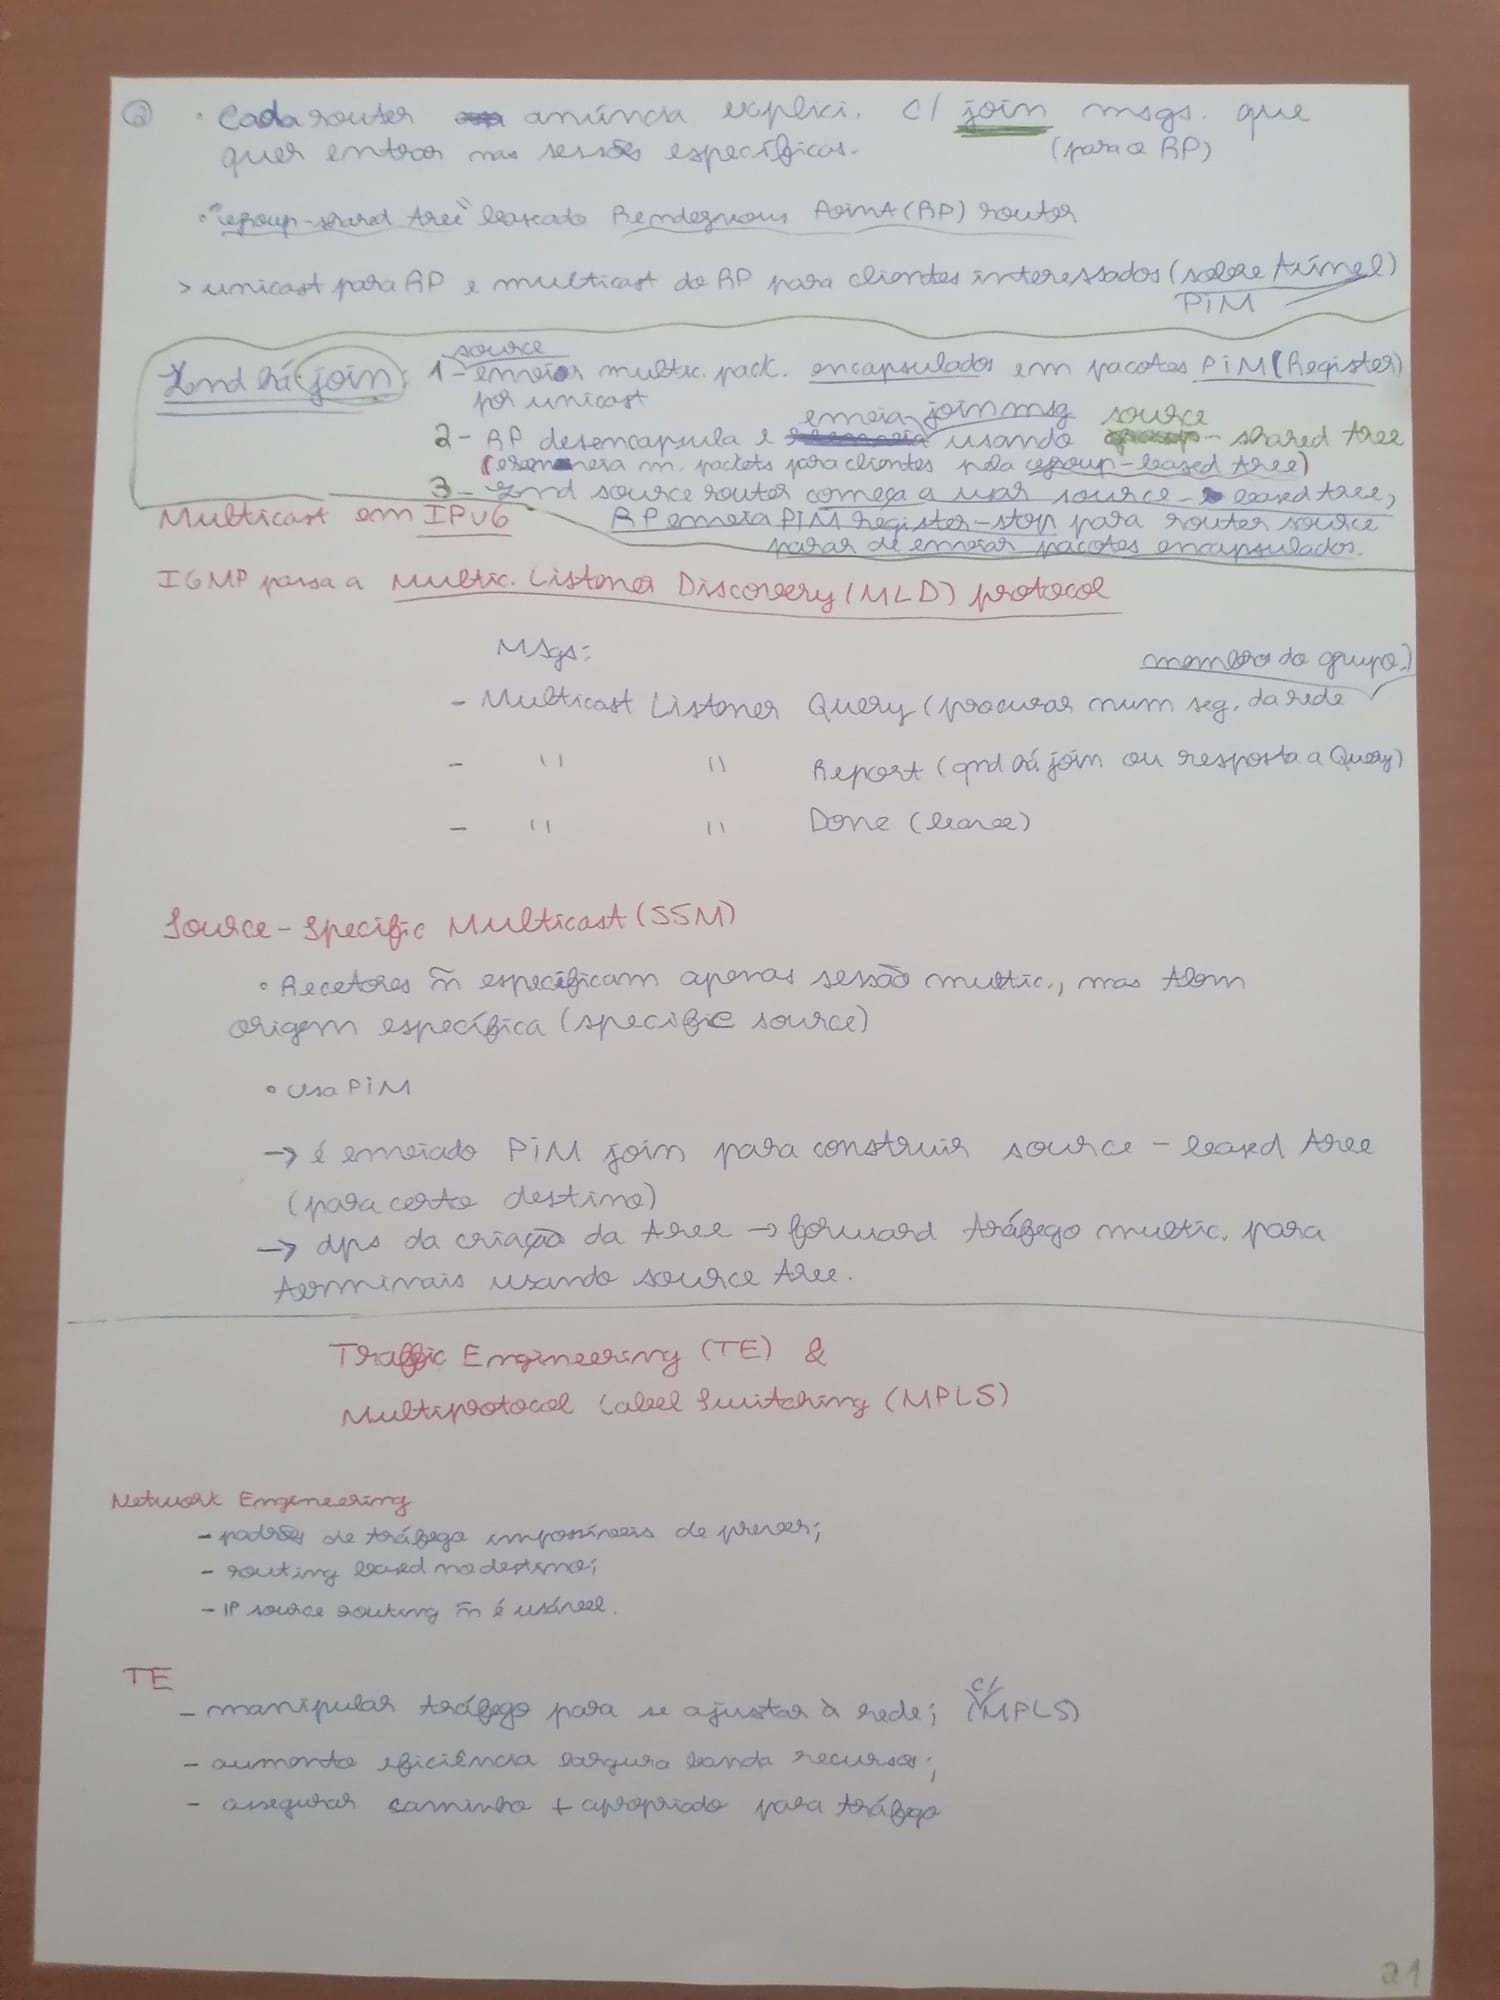 ② • Cada router anúncia explici. c/ join msgs. que
quer entrar nas sessões específicas. (para o RP)
• "group-shared tree" baseado Rendezvous Point (RP) router
> unicast para RP e multicast do RP para clientes interessados (sobre túnel)
PIM
Qnd há join: 1 - source enviar multic. pack. encapsulados em pacotes PIM (Register)
por unicast
2 - RP desencapsula e envia join msg usando source - shared tree
(e m. packets para clientes pela group-based tree)
3 - Qnd source router começa a usar source - based tree,
RP envia PIM Register-stop para router source
parar de enviar pacotes encapsulados.
Multicast em IPv6
IGMP passa a Multic. Listener Discovery (MLD) protocol
Msgs:
membro do grupo)
- Multicast Listener Query (procurar num seg. da rede
- " " Report (qnd há join ou resposta a Query)
- " " Done (leave)
Source-Specific Multicast (SSM)
• Recetores ñ especificam apenas sessão multic., mas tbm
origem específica (specific source)
• Usa PIM
→ é enviado PIM join para construir source - based tree
(para certo destino)
→ dps da criação da tree → forward tráfego multic. para
terminais usando source tree.
Traffic Engineering (TE) &
Multiprotocol Label Switching (MPLS)
Network Engineering
- padrões de tráfego impossíveis de prever;
- routing based no destino;
- IP source routing ñ é usável.
TE
- manipular tráfego para se ajustar à rede; (c/ MPLS)
- aumento eficiência largura banda recursos;
- assegurar caminho + apropriado para tráfego
21